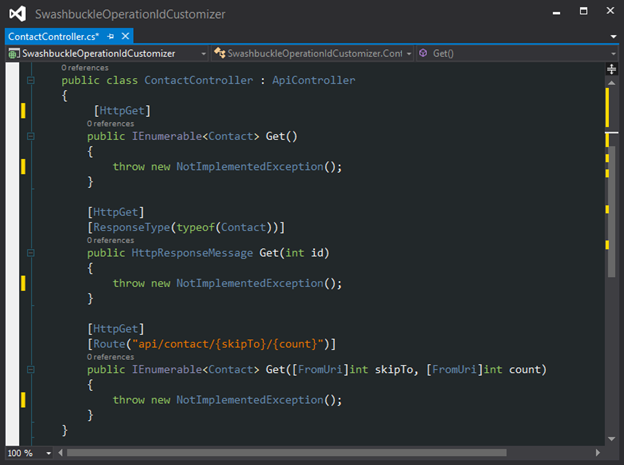 SwashbuckleOperationIdCustomizer
ContactController.cs*
SwashbuckleOperationIdCustomizer SwashbuckleOperationIdCustomizer.Cont Get()
0 references
public class ContactController : ApiController
{
[HttpGet]
0 references
public IEnumerable<Contact> Get()
{
throw new NotImplementedException();
}
[HttpGet]
[ResponseType(typeof(Contact))]
0 references
public HttpResponseMessage Get(int id)
{
throw new NotImplementedException();
}
[HttpGet]
[Route("api/contact/{skipTo}/{count}")]
0 references
public IEnumerable<Contact> Get([FromUri]int skipTo, [FromUri]int count)
{
throw new NotImplementedException();
}
}
100 %